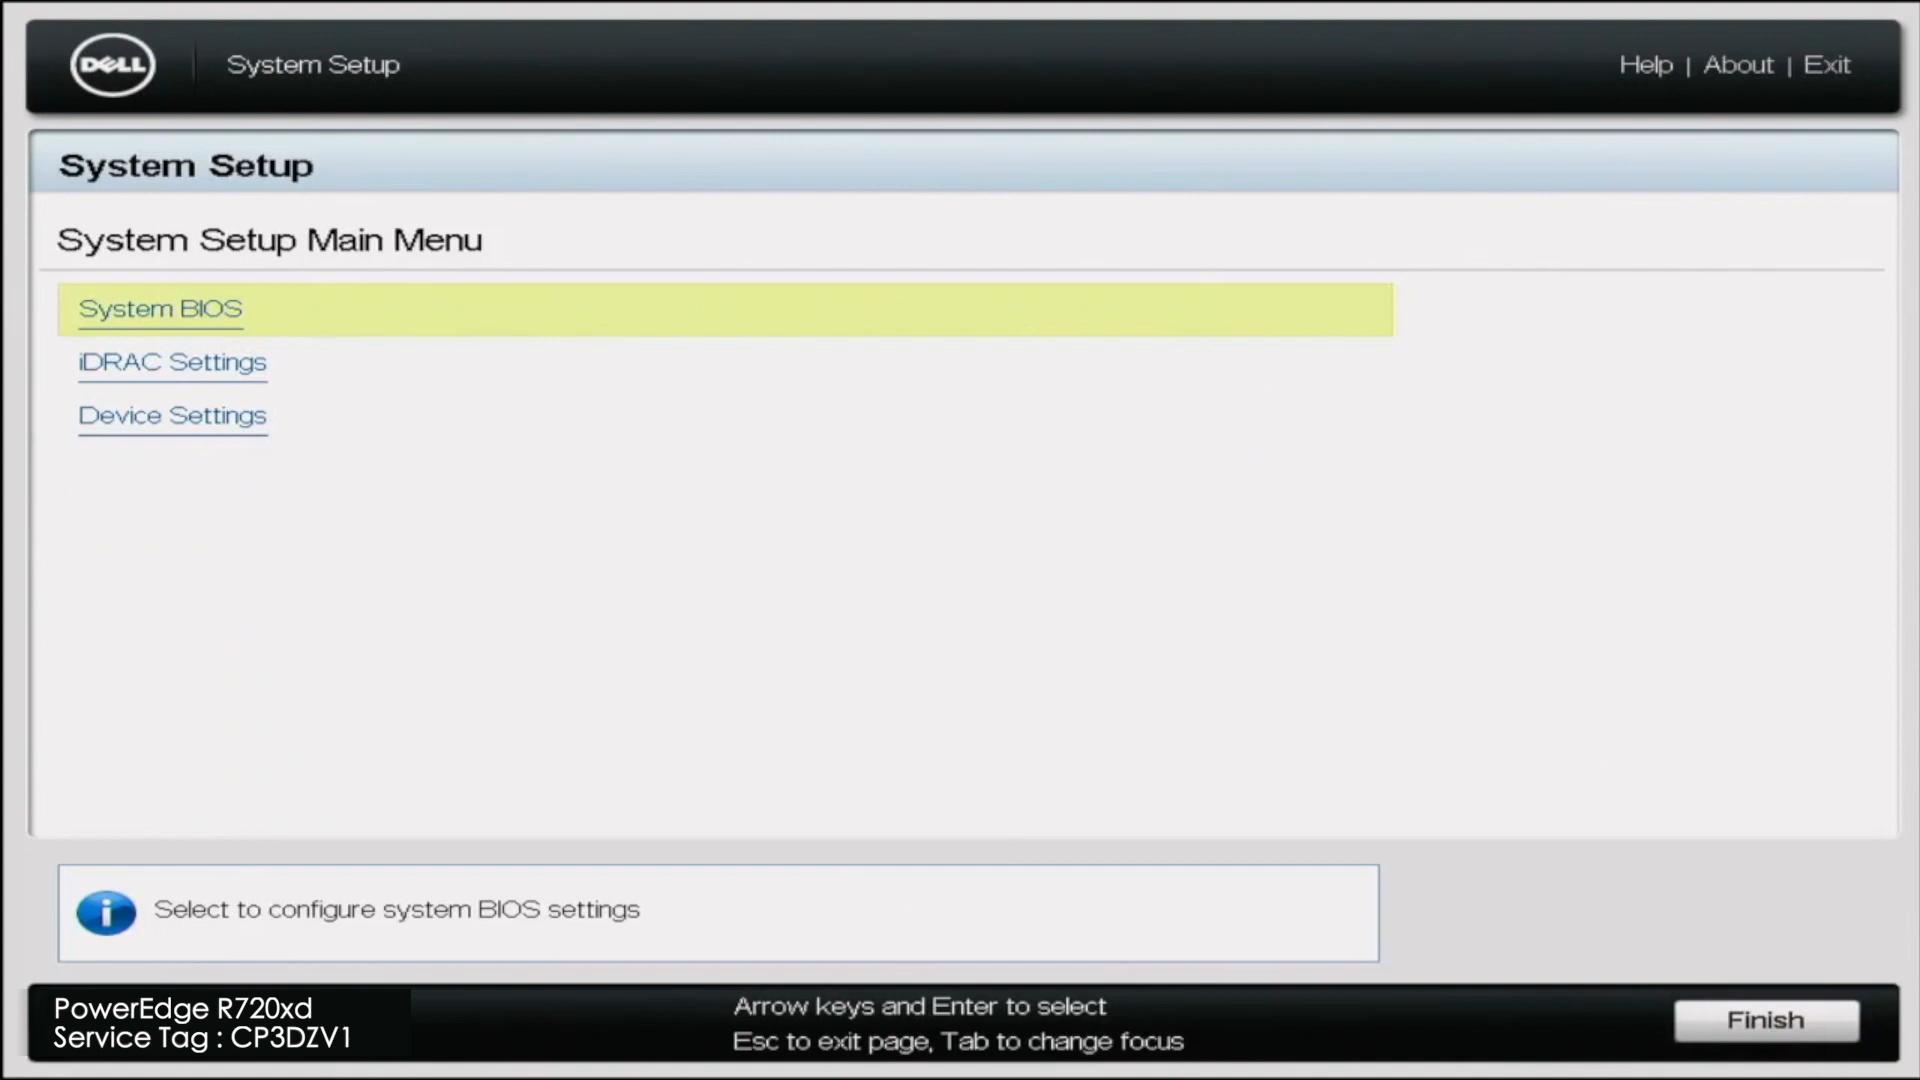 DELL
System Setup
Help | About | Exit
System Setup
System Setup Main Menu
System BIOS
iDRAC Settings
Device Settings
Select to configure system BIOS settings
PowerEdge R720xd
Service Tag : CP3DZV1
Arrow keys and Enter to select
Esc to exit page, Tab to change focus
Finish